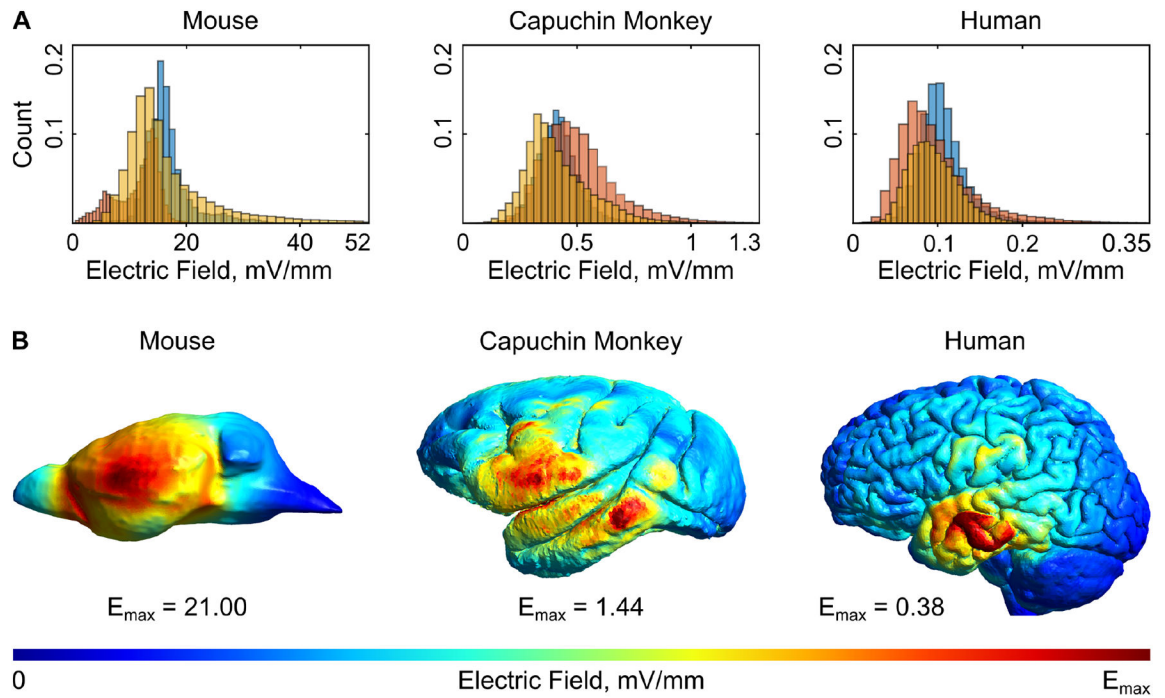 A
Mouse
Capuchin Monkey
Human
Count
0.2
0.1
0 20 40 52
Electric Field, mV/mm
0.2
0.1
0 0.5 1 1.3
Electric Field, mV/mm
0.2
0.1
0 0.1 0.2 0.35
Electric Field, mV/mm
B
Mouse
Capuchin Monkey
Human
Emax = 21.00
Emax = 1.44
Emax = 0.38
0 Electric Field, mV/mm Emax